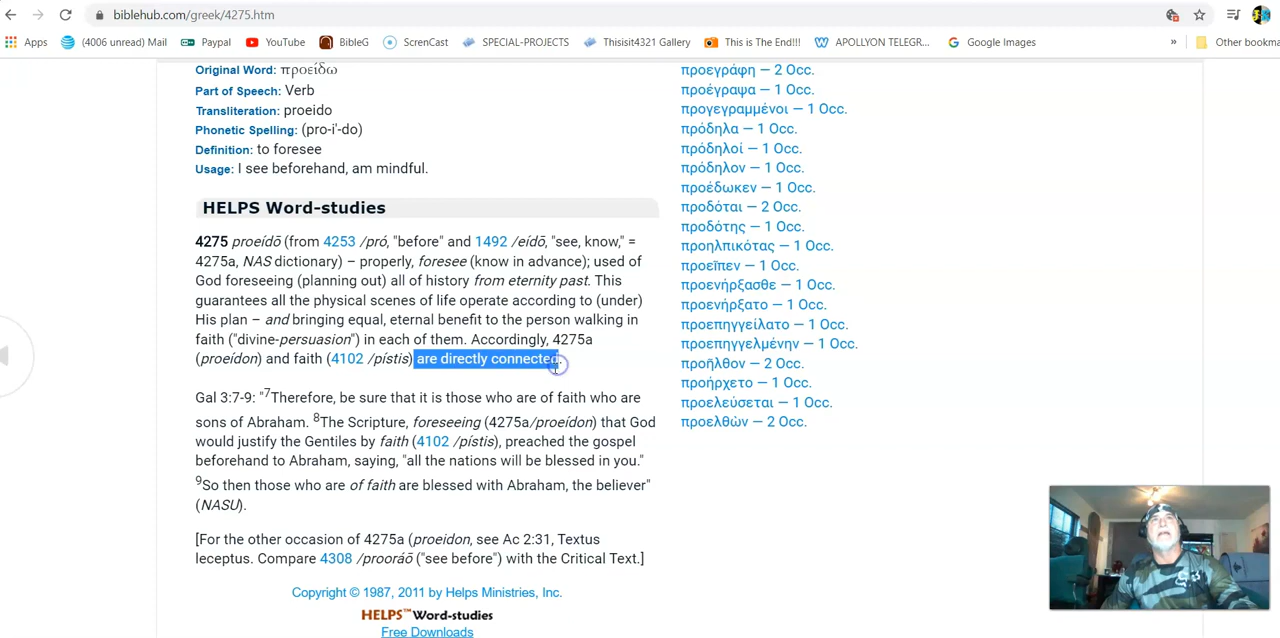 biblehub.com/greek/4275.htm
Apps (4006 unread) Mail Paypal YouTube BibleG ScrenCast SPECIAL-PROJECTS Thisisit4321 Gallery This is The End!!! APOLLYON TELEGR... Google Images » Other bookma
Original Word: προείδω
Part of Speech: Verb
Transliteration: proeido
Phonetic Spelling: (pro-i'-do)
Definition: to foresee
Usage: I see beforehand, am mindful.
HELPS Word-studies
4275 proeídō (from 4253 /pró, "before" and 1492 /eídō, "see, know," =
4275a, NAS dictionary) – properly, foresee (know in advance); used of
God foreseeing (planning out) all of history from eternity past. This
guarantees all the physical scenes of life operate according to (under)
His plan – and bringing equal, eternal benefit to the person walking in
faith ("divine-persuasion") in each of them. Accordingly, 4275a
(proeídon) and faith (4102 /pístis) are directly connected.
Gal 3:7-9: "7Therefore, be sure that it is those who are of faith who are
sons of Abraham. 8The Scripture, foreseeing (4275a/proeídon) that God
would justify the Gentiles by faith (4102 /pístis), preached the gospel
beforehand to Abraham, saying, "all the nations will be blessed in you."
9So then those who are of faith are blessed with Abraham, the believer"
(NASU).
[For the other occasion of 4275a (proeidon, see Ac 2:31, Textus
leceptus. Compare 4308 /prooráō ("see before") with the Critical Text.]
Copyright © 1987, 2011 by Helps Ministries, Inc.
HELPS™ Word-studies
Free Downloads
προεγράφη — 2 Occ.
προέγραψα — 1 Occ.
προγεγραμμένοι — 1 Occ.
πρόδηλα — 1 Occ.
πρόδηλοί — 1 Occ.
πρόδηλον — 1 Occ.
προέδωκεν — 1 Occ.
προδόται — 2 Occ.
προδότης — 1 Occ.
προηλπικότας — 1 Occ.
προεῖπεν — 1 Occ.
προενήρξασθε — 1 Occ.
προενήρξατο — 1 Occ.
προεπηγγείλατο — 1 Occ.
προεπηγγελμένην — 1 Occ.
προῆλθον — 2 Occ.
προήρχετο — 1 Occ.
προελεύσεται — 1 Occ.
προελθὼν — 2 Occ.